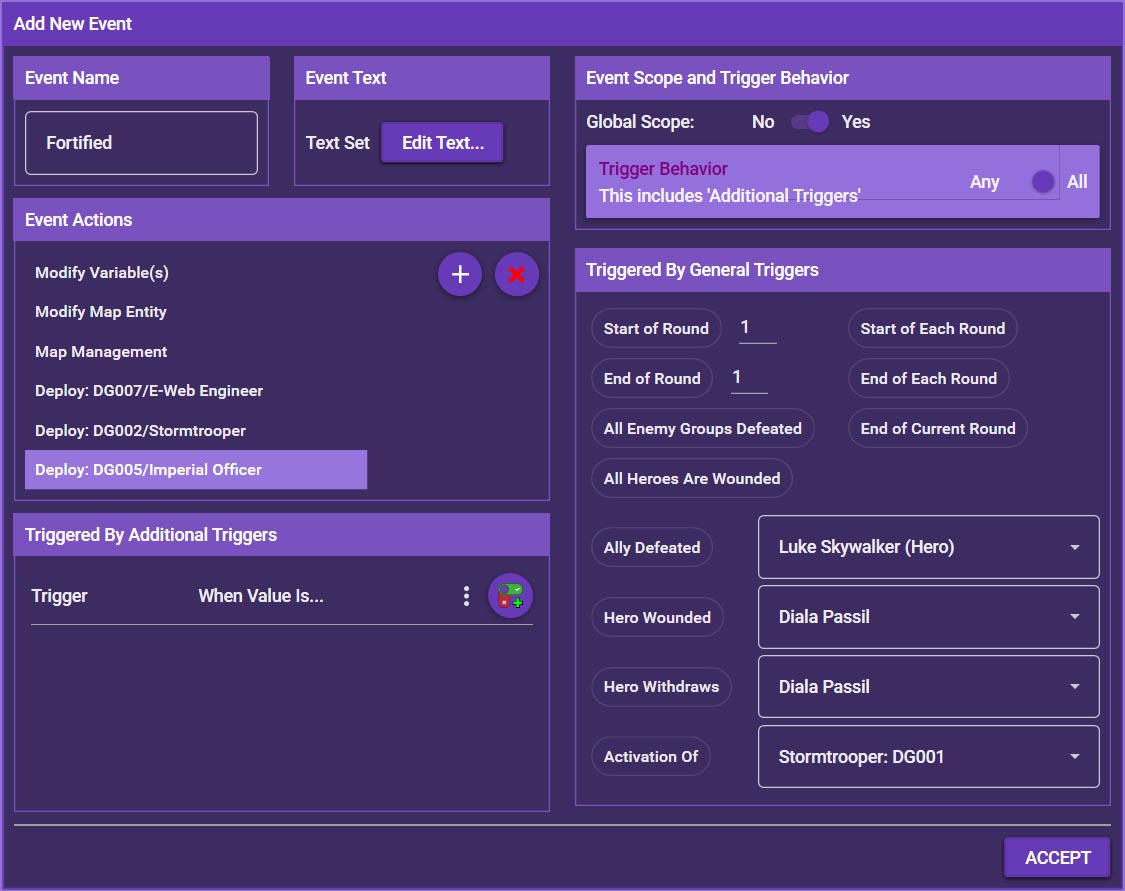 Add New Event
Event Name
Fortified
Event Text
Text Set
Edit Text...
Event Actions
Modify Variable(s)
Modify Map Entity
Map Management
Deploy: DG007/E-Web Engineer
Deploy: DG002/Stormtrooper
Deploy: DG005/Imperial Officer
Triggered By Additional Triggers
Trigger When Value Is...
Event Scope and Trigger Behavior
Global Scope: No Yes
Trigger Behavior
This includes 'Additional Triggers'
Any All
Triggered By General Triggers
Start of Round 1 Start of Each Round
End of Round 1 End of Each Round
All Enemy Groups Defeated End of Current Round
All Heroes Are Wounded
Ally Defeated Luke Skywalker (Hero)
Hero Wounded Diala Passil
Hero Withdraws Diala Passil
Activation Of Stormtrooper: DG001
ACCEPT